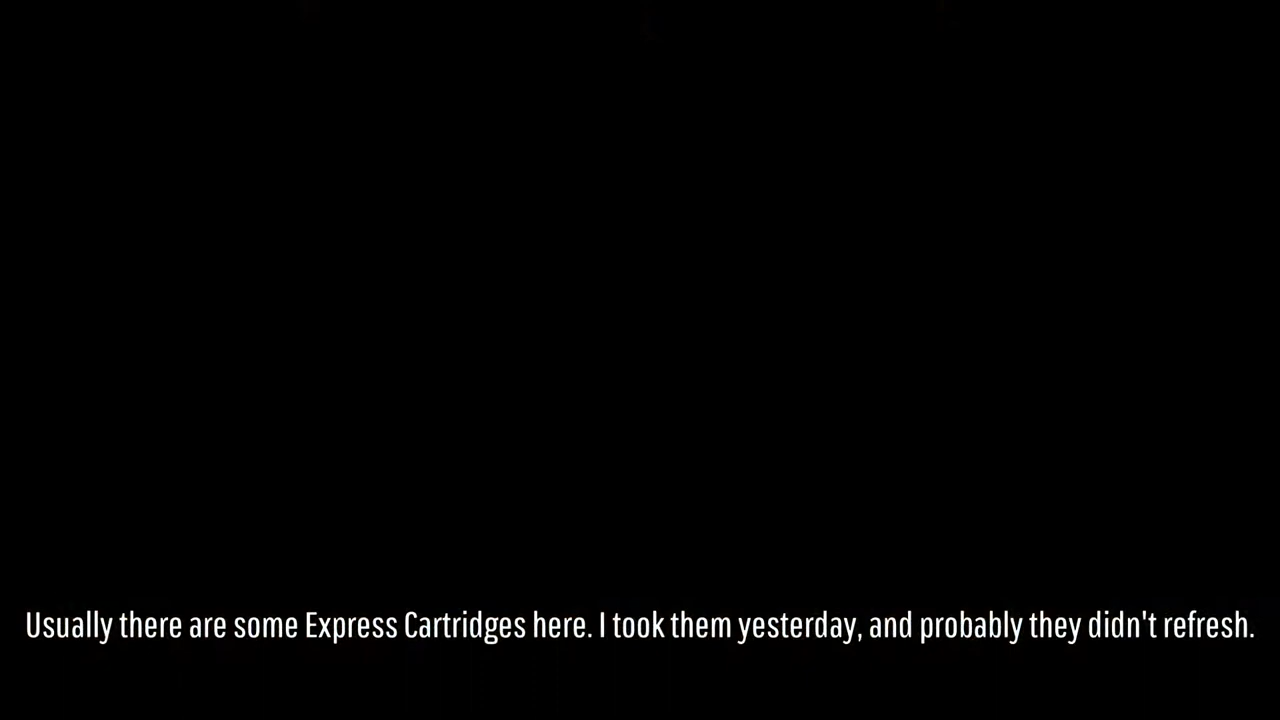 Usually there are some Express Cartridges here. I took them yesterday, and probably they didn't refresh.